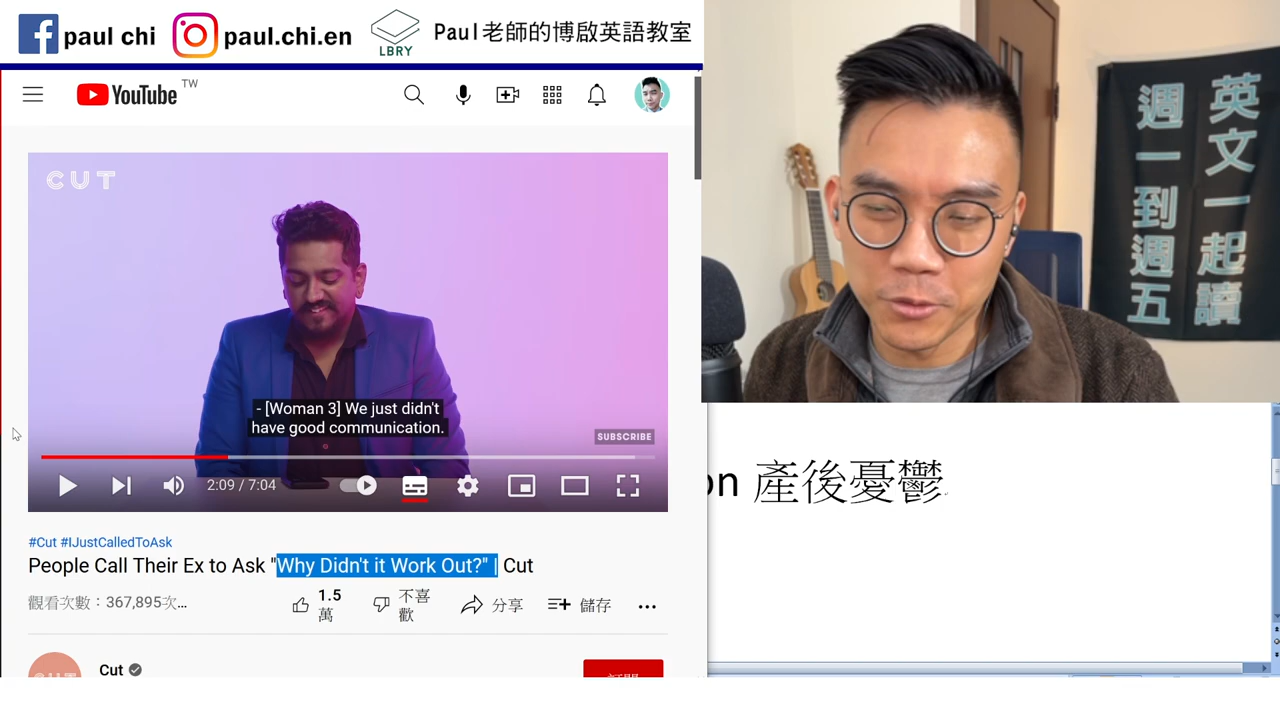 paul chi
paul.chi.en
LBRY
Paul老師的博啟英語教室
YouTube TW
CUT
- [Woman 3] We just didn't
have good communication.
SUBSCRIBE
2:09 / 7:04
#Cut #IJustCalledToAsk
People Call Their Ex to Ask "Why Didn't it Work Out?" | Cut
觀看次數：367,895次...
1.5
萬
不喜
歡
分享
儲存
Cut
英文一起讀
週一到週五
on 產後憂鬱